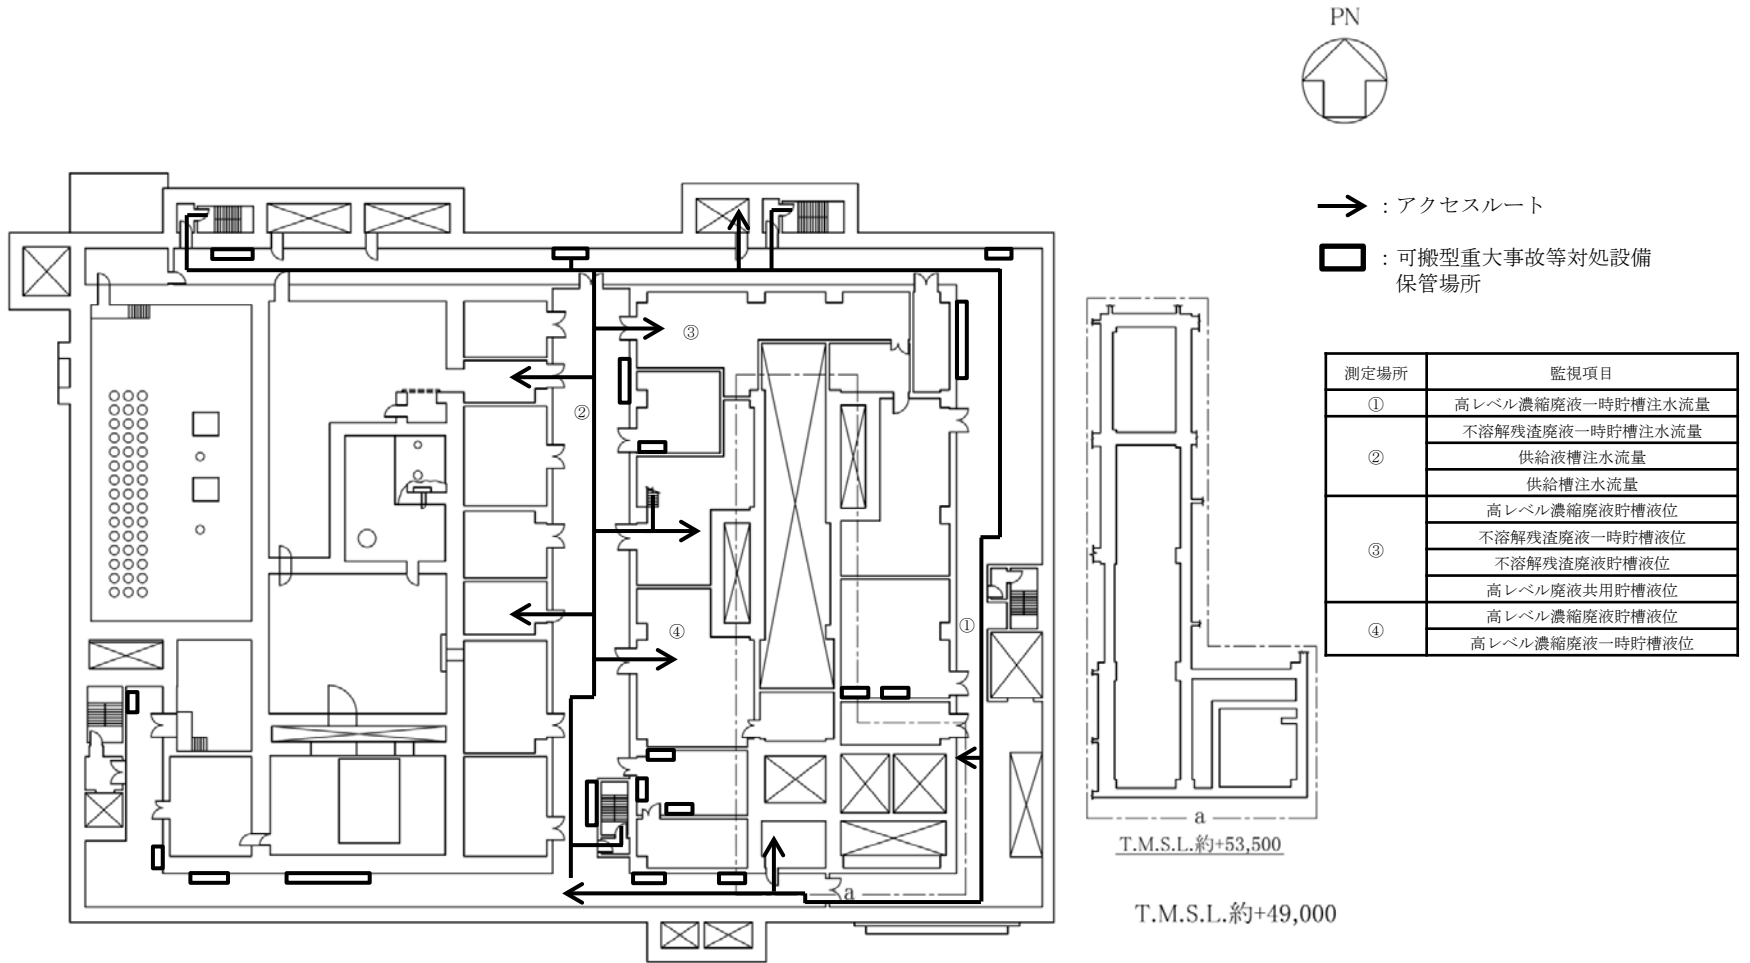 PN
：アクセスルート
：可搬型重大事故等対処設備
保管場所
③
②
④
①
a
a
T.M.S.L.約+53,500
T.M.S.L.約+49,000
測定場所 監視項目
① 高レベル濃縮廃液一時貯槽注水流量
② 不溶解残渣廃液一時貯槽注水流量
供給液槽注水流量
供給槽注水流量
③ 高レベル濃縮廃液貯槽液位
不溶解残渣廃液一時貯槽液位
不溶解残渣廃液貯槽液位
高レベル廃液共用貯槽液位
④ 高レベル濃縮廃液貯槽液位
高レベル濃縮廃液一時貯槽液位